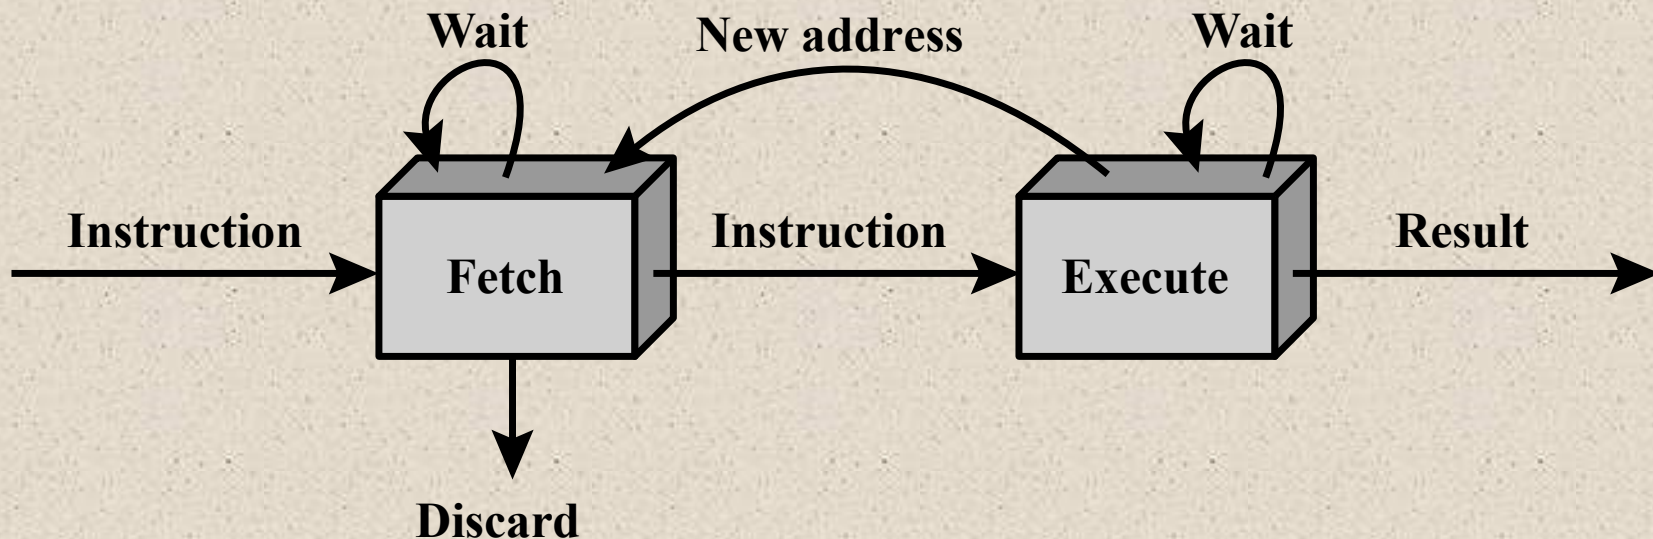 Wait
New address
Wait
Instruction
Fetch
Instruction
Execute
Result
Discard